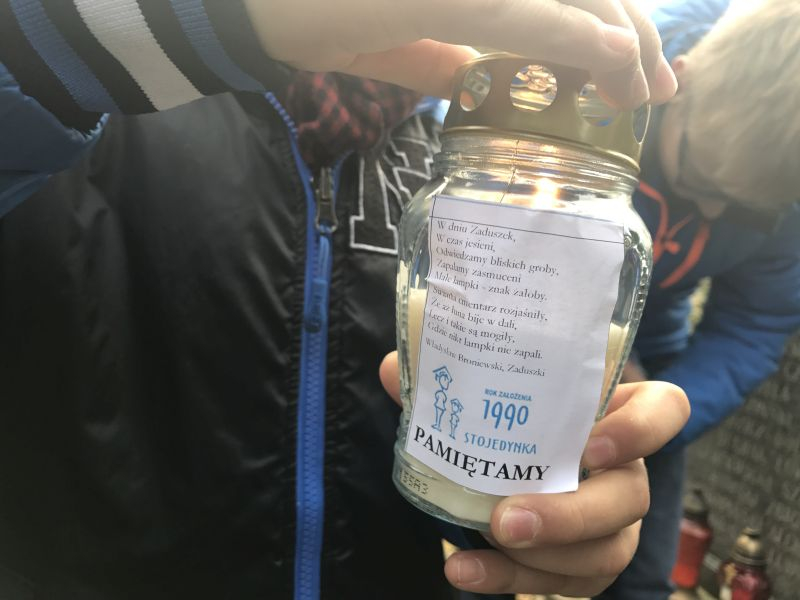 W dniu Zaduszek,
W czas jesieni,
Odwiedzamy bliskich groby,
Zapalamy zasmuceni
Małe lampki - znak żałoby.
Światła cmentarz rozjaśniły,
Że aż łuna bije w dali,
Lecz i takie są mogiły,
Gdzie nikt lampki nie zapali.
Władysław Broniewski, Zaduszki
ROK ZAŁOŻENIA
1990
STOJEDYNKA
PAMIĘTAMY